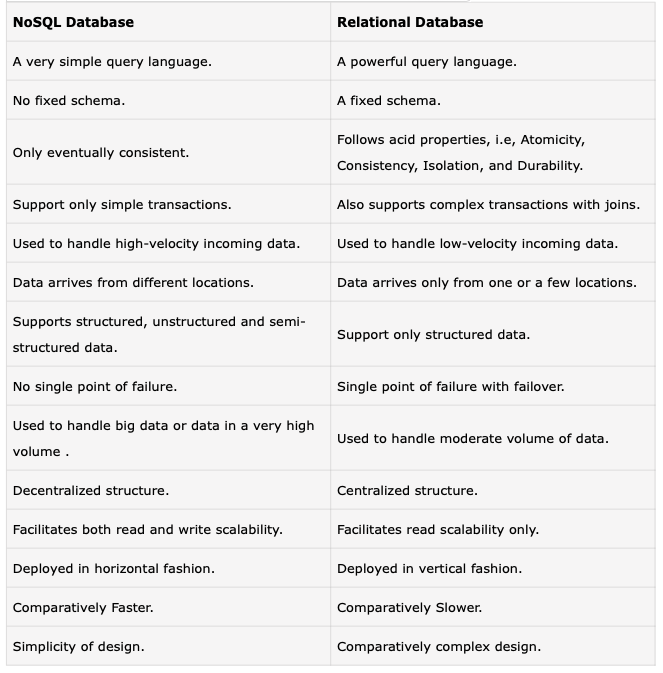 NoSQL Database
Relational Database
A very simple query language.
A powerful query language.
No fixed schema.
A fixed schema.
Only eventually consistent.
Follows acid properties, i.e, Atomicity,
Consistency, Isolation, and Durability.
Support only simple transactions.
Also supports complex transactions with joins.
Used to handle high-velocity incoming data.
Used to handle low-velocity incoming data.
Data arrives from different locations.
Data arrives only from one or a few locations.
Supports structured, unstructured and semi-
structured data.
Support only structured data.
No single point of failure.
Single point of failure with failover.
Used to handle big data or data in a very high
volume .
Used to handle moderate volume of data.
Decentralized structure.
Centralized structure.
Facilitates both read and write scalability.
Facilitates read scalability only.
Deployed in horizontal fashion.
Deployed in vertical fashion.
Comparatively Faster.
Comparatively Slower.
Simplicity of design.
Comparatively complex design.